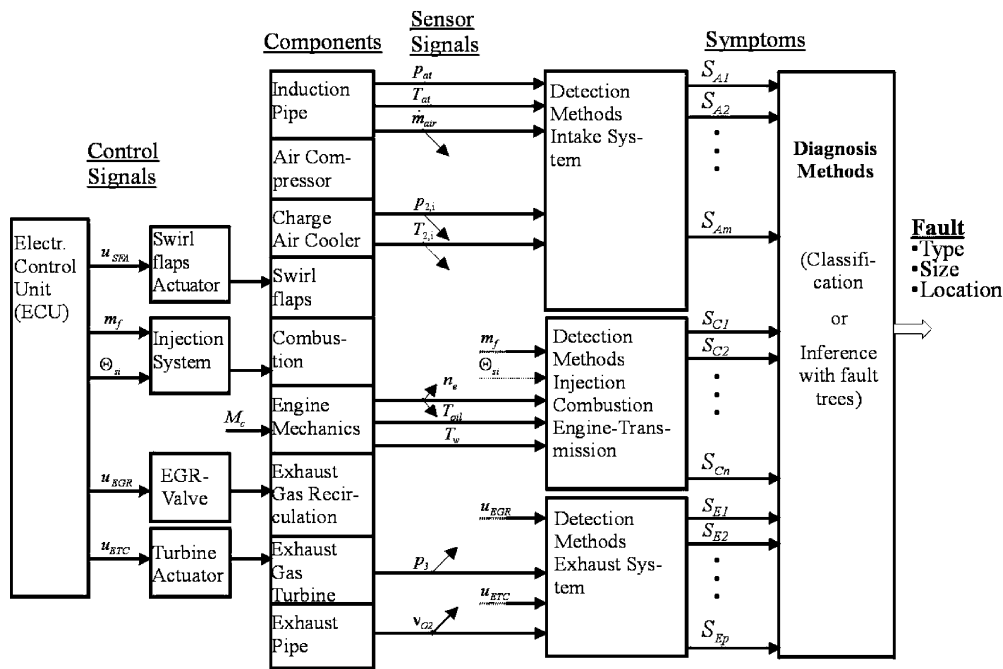 Components
Sensor
Signals
Symptoms
Control
Signals
Electr.
Control
Unit
(ECU)
u_SFA
m_f
Θ_si
u_EGR
u_ETC
Swirl
flaps
Actuator
Injection
System
M_c
EGR-
Valve
Turbine
Actuator
Induction
Pipe
Air Com-
pressor
Charge
Air Cooler
Swirl
flaps
Combus-
tion
Engine
Mechanics
Exhaust
Gas Recir-
culation
Exhaust
Gas
Turbine
Exhaust
Pipe
p_at
T_at
ṁ_air
p_2,i
T_2,i
m_f
Θ_si
n_e
T_oil
T_w
u_EGR
p_3
u_ETC
v_G2
Detection
Methods
Intake Sys-
tem
Detection
Methods
Injection
Combustion
Engine-Trans-
mission
Detection
Methods
Exhaust Sys-
tem
S_A1
S_A2
S_Am
S_C1
S_C2
S_Cn
S_E1
S_E2
S_Ep
Diagnosis
Methods
(Classifi-
cation
or
Inference
with fault
trees)
Fault
▪Type
▪Size
▪Location